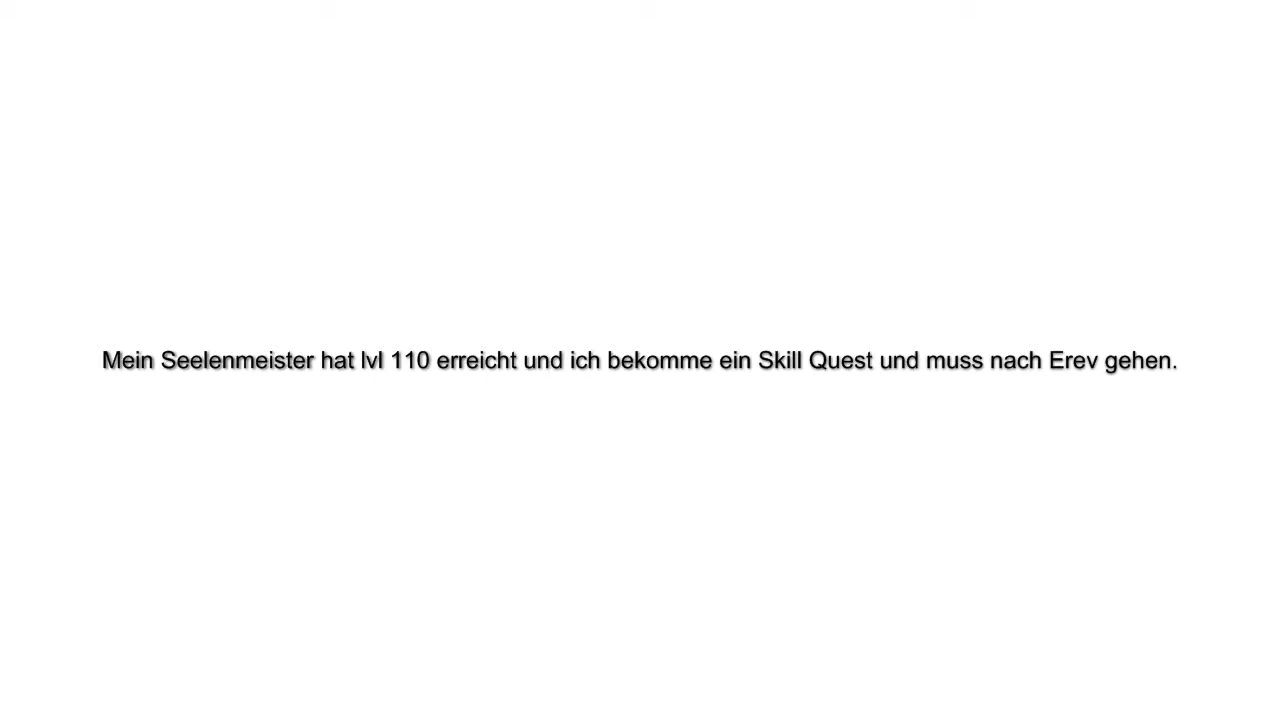 Mein Seelenmeister hat lvl 110 erreicht und ich bekomme ein Skill Quest und muss nach Erev gehen.